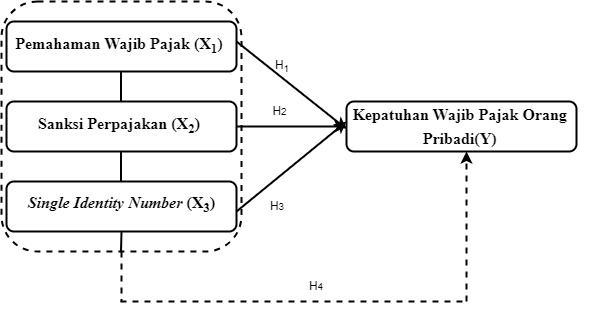 Pemahaman Wajib Pajak (X1)
H1
Sanksi Perpajakan (X2)
H2
Kepatuhan Wajib Pajak Orang
Pribadi(Y)
Single Identity Number (X3)
H3
H4